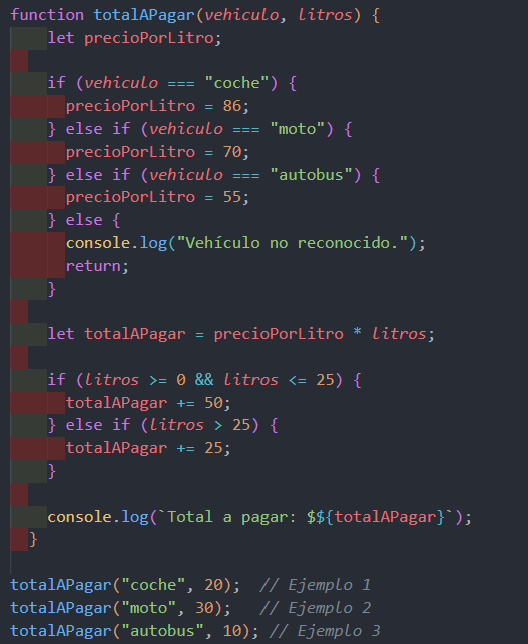 function totalAPagar(vehiculo, litros) {
let precioPorLitro;
if (vehiculo === "coche") {
precioPorLitro = 86;
} else if (vehiculo === "moto") {
precioPorLitro = 70;
} else if (vehiculo === "autobus") {
precioPorLitro = 55;
} else {
console.log("Vehículo no reconocido.");
return;
}
let totalAPagar = precioPorLitro * litros;
if (litros >= 0 && litros <= 25) {
totalAPagar += 50;
} else if (litros > 25) {
totalAPagar += 25;
}
console.log(`Total a pagar: $${totalAPagar}`);
}
totalAPagar("coche", 20);  // Ejemplo 1
totalAPagar("moto", 30);   // Ejemplo 2
totalAPagar("autobus", 10); // Ejemplo 3